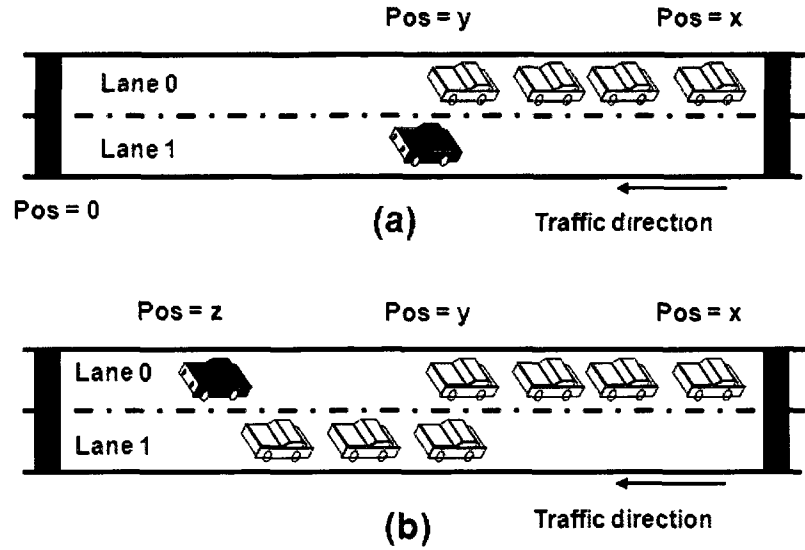 Pos = y Pos = x
Lane 0
Lane 1
Pos = 0
(a)
Traffic direction
Pos = z Pos = y Pos = x
Lane 0
Lane 1
Traffic direction
(b)